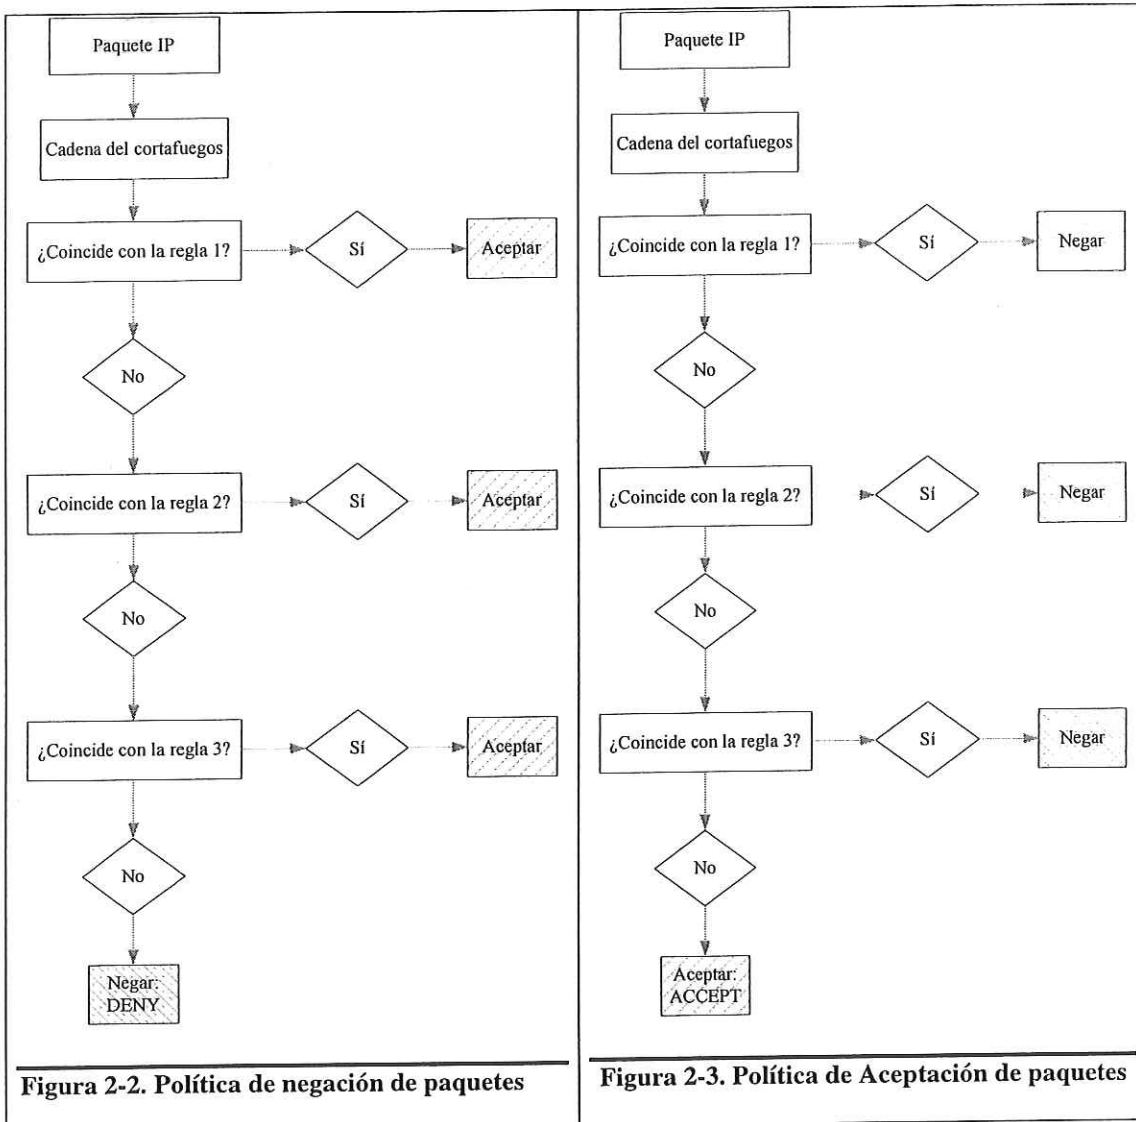 Paquete IP
Cadena del cortafuegos
¿Coincide con la regla 1?
Sí
Aceptar
No
¿Coincide con la regla 2?
Sí
Aceptar
No
¿Coincide con la regla 3?
Sí
Aceptar
No
Negar:
DENY
Figura 2-2. Política de negación de paquetes
Paquete IP
Cadena del cortafuegos
¿Coincide con la regla 1?
Sí
Negar
No
¿Coincide con la regla 2?
Sí
Negar
No
¿Coincide con la regla 3?
Sí
Negar
No
Aceptar:
ACCEPT
Figura 2-3. Política de Aceptación de paquetes